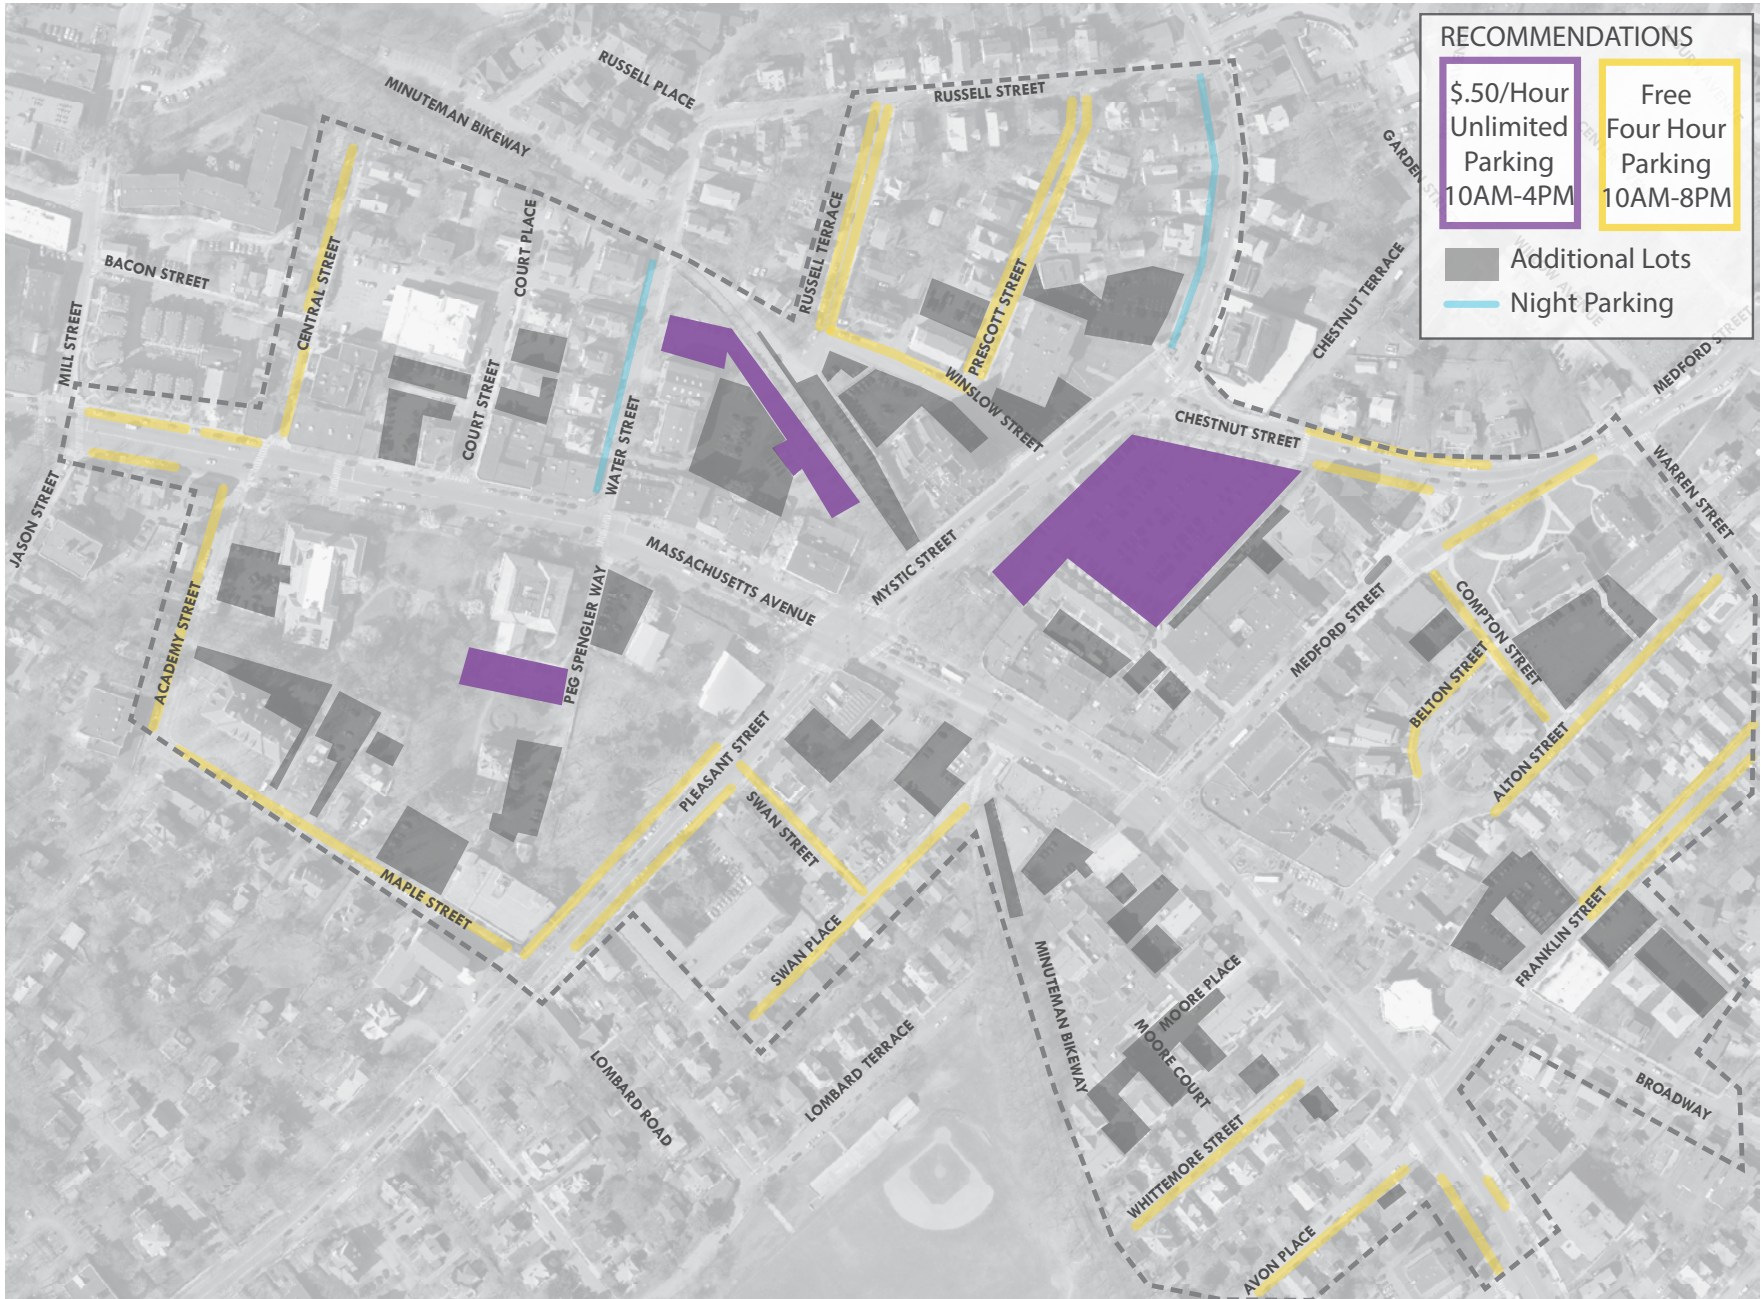 RECOMMENDATIONS
$.50/Hour
Unlimited
Parking
10AM-4PM
Free
Four Hour
Parking
10AM-8PM
Additional Lots
Night Parking
RUSSELL PLACE
MINUTEMAN BIKEWAY
RUSSELL STREET
RUSSELL TERRACE
COURT PLACE
BACON STREET
CENTRAL STREET
MILL STREET
PRESCOTT STREET
CHESTNUT TERRACE
MEDFORD STREET
COURT STREET
WATER STREET
WINSLOW STREET
CHESTNUT STREET
WARREN STREET
JASON STREET
MASSACHUSETTS AVENUE
MYSTIC STREET
ACADEMY STREET
PEG SPENGLER WAY
MEDFORD STREET
COMPTON STREET
BELTON STREET
ALTON STREET
PLEASANT STREET
SWAN STREET
MAPLE STREET
SWAN PLACE
FRANKLIN STREET
MINUTEMAN BIKEWAY
MOORE PLACE
MOORE COURT
LOMBARD ROAD
LOMBARD TERRACE
BROADWAY
WHITTEMORE STREET
AVON PLACE